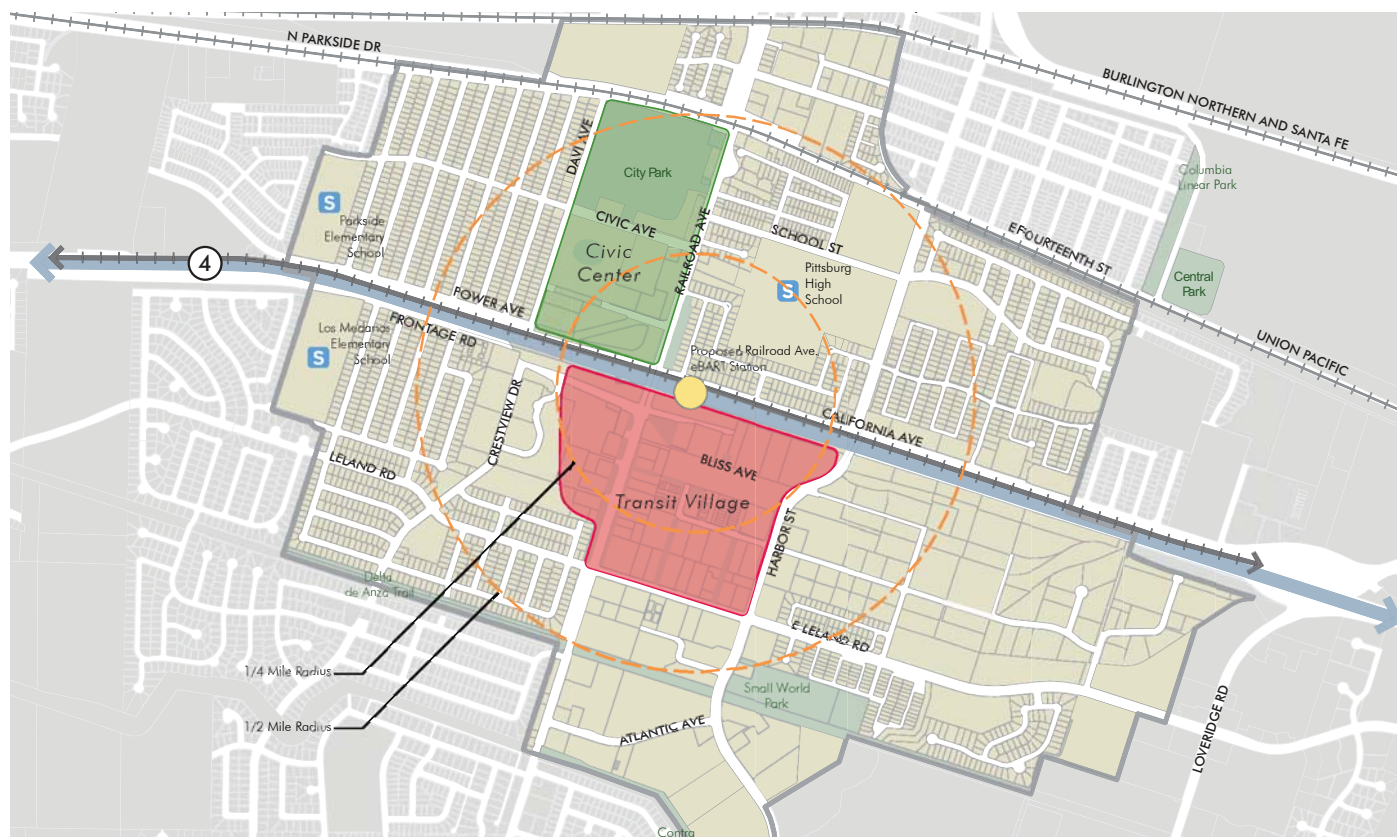 N PARKSIDE DR
BURLINGTON NORTHERN AND SANTA FE
DAVI AVE
City Park
Columbia
Linear Park
S
Parkside
Elementary
School
CIVIC AVE
RAILROAD AVE
SCHOOL ST
E FOURTEENTH ST
Civic
Center
4
S
Pittsburg
High
School
Central
Park
POWER AVE
FRONTAGE RD
S
Los Medanos
Elementary
School
Proposed Railroad Ave.
eBART Station
UNION PACIFIC
CRESTVIEW DR
CALIFORNIA AVE
LELAND RD
BLISS AVE
Transit Village
HARBOR ST
Delta
de Anza Trail
E LELAND RD
1/4 Mile Radius
Small World
Park
1/2 Mile Radius
ATLANTIC AVE
LOVERIDGE RD
Contra